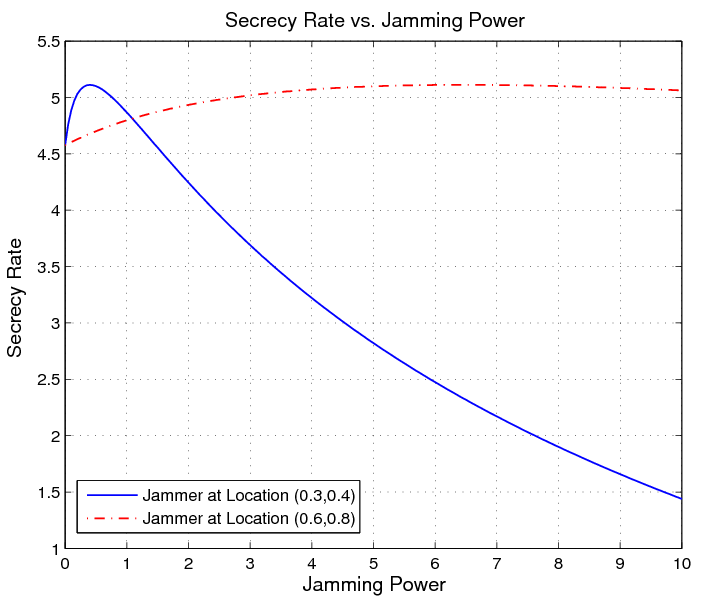 Secrecy Rate vs. Jamming Power
5.5
5
4.5
4
3.5
3
2.5
2
1.5
1
Secrecy Rate
Jammer at Location (0.3,0.4)
Jammer at Location (0.6,0.8)
0 1 2 3 4 5 6 7 8 9 10
Jamming Power